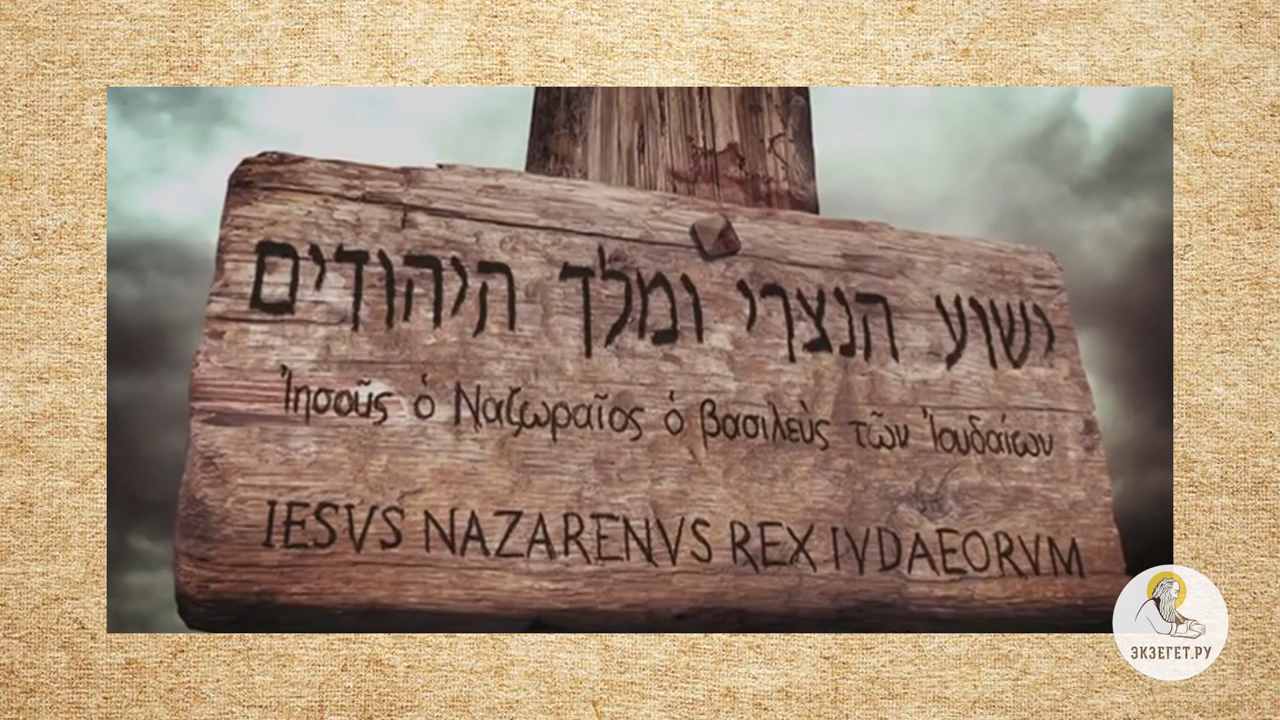 ישוע הנצרי ומלך היהודים
Ἰησοῦς ὁ Ναζωραῖος ὁ βασιλεὺς τῶν Ἰουδαίων
IESVS NAZARENVS REX IVDAEORVM
ЭКЗЕГЕТ.РУ